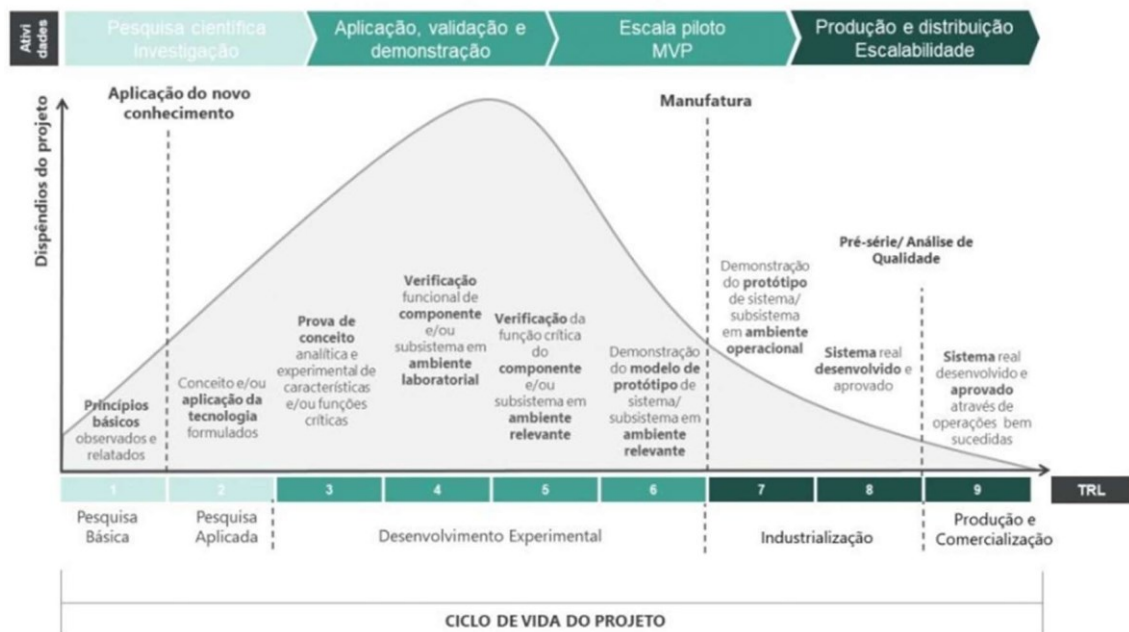 Ativi
dades
Pesquisa científica
Investigação
Aplicação, validação e
demonstração
Escala piloto
MVP
Produção e distribuição
Escalabilidade
Dispêndios do projeto
Aplicação do novo
conhecimento
Manufatura
Pré-série/ Análise de
Qualidade
Princípios
básicos
observados e
relatados
Conceito e/ou
aplicação da
tecnologia
formulados
Prova de
conceito
analítica e
experimental de
características
e/ou funções
críticas
Verificação
funcional de
componente
e/ou
subsistema em
ambiente
laboratorial
Verificação da
função crítica
do
componente
e/ou
subsistema em
ambiente
relevante
Demonstração
do modelo de
protótipo de
sistema/
subsistema em
ambiente
relevante
Demonstração
do protótipo
de sistema/
subsistema
em ambiente
operacional
Sistema real
desenvolvido e
aprovado
Sistema real
desenvolvido e
aprovado
através de
operações bem
sucedidas
1 2 3 4 5 6 7 8 9 TRL
Pesquisa
Básica
Pesquisa
Aplicada
Desenvolvimento Experimental
Industrialização
Produção e
Comercialização
CICLO DE VIDA DO PROJETO